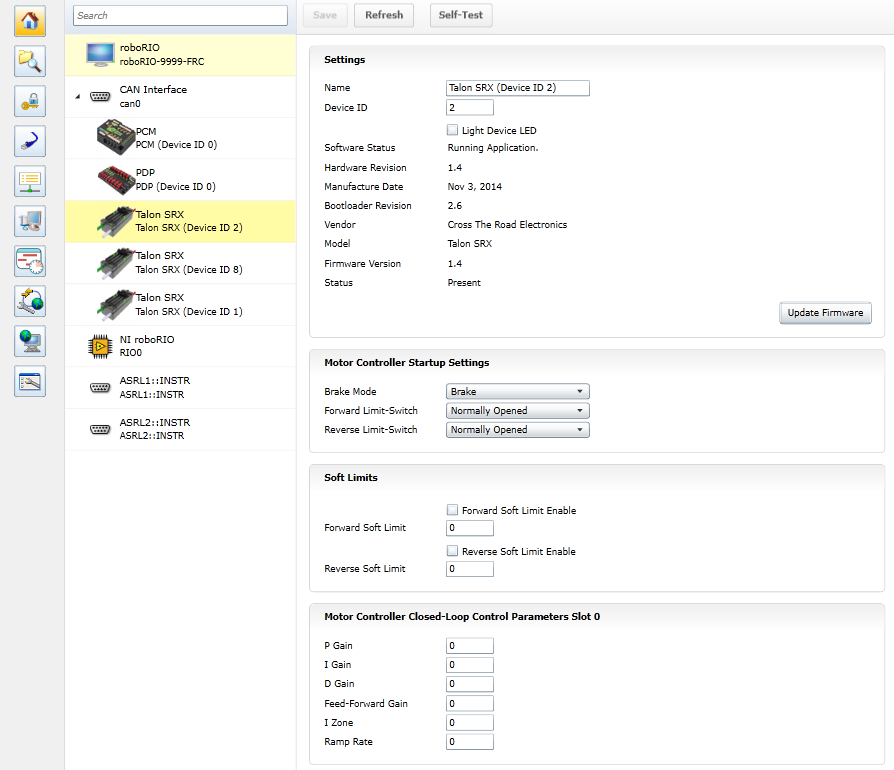 Search
roboRIO
roboRIO-9999-FRC
CAN Interface
can0
PCM
PCM (Device ID 0)
PDP
PDP (Device ID 0)
Talon SRX
Talon SRX (Device ID 2)
Talon SRX
Talon SRX (Device ID 8)
Talon SRX
Talon SRX (Device ID 1)
NI roboRIO
RIO0
ASRL1::INSTR
ASRL1::INSTR
ASRL2::INSTR
ASRL2::INSTR
Save Refresh Self-Test
Settings
Name Talon SRX (Device ID 2)
Device ID 2
Light Device LED
Software Status Running Application.
Hardware Revision 1.4
Manufacture Date Nov 3, 2014
Bootloader Revision 2.6
Vendor Cross The Road Electronics
Model Talon SRX
Firmware Version 1.4
Status Present
Update Firmware
Motor Controller Startup Settings
Brake Mode Brake
Forward Limit-Switch Normally Opened
Reverse Limit-Switch Normally Opened
Soft Limits
Forward Soft Limit Enable
Forward Soft Limit 0
Reverse Soft Limit Enable
Reverse Soft Limit 0
Motor Controller Closed-Loop Control Parameters Slot 0
P Gain 0
I Gain 0
D Gain 0
Feed-Forward Gain 0
I Zone 0
Ramp Rate 0